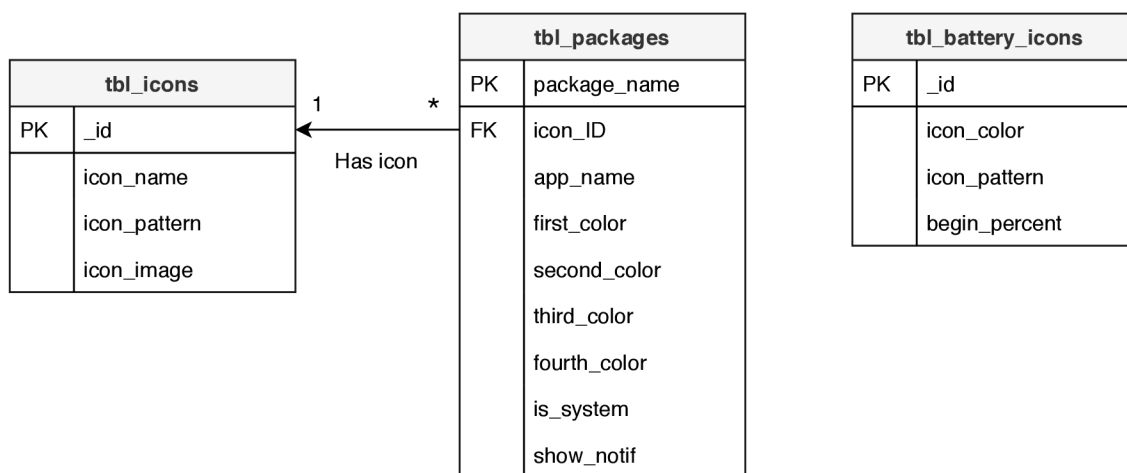 tbl_icons
PK _id
icon_name
icon_pattern
icon_image
1 *
Has icon
tbl_packages
PK package_name
FK icon_ID
app_name
first_color
second_color
third_color
fourth_color
is_system
show_notif
tbl_battery_icons
PK _id
icon_color
icon_pattern
begin_percent